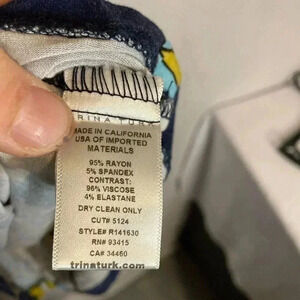 TRINA TURK
MADE IN CALIFORNIA
USA OF IMPORTED
MATERIALS
95% RAYON
5% SPANDEX
CONTRAST:
96% VISCOSE
4% ELASTANE
DRY CLEAN ONLY
CUT# 5124
STYLE# R141630
RN# 93415
CA# 34460
trinaturk.com